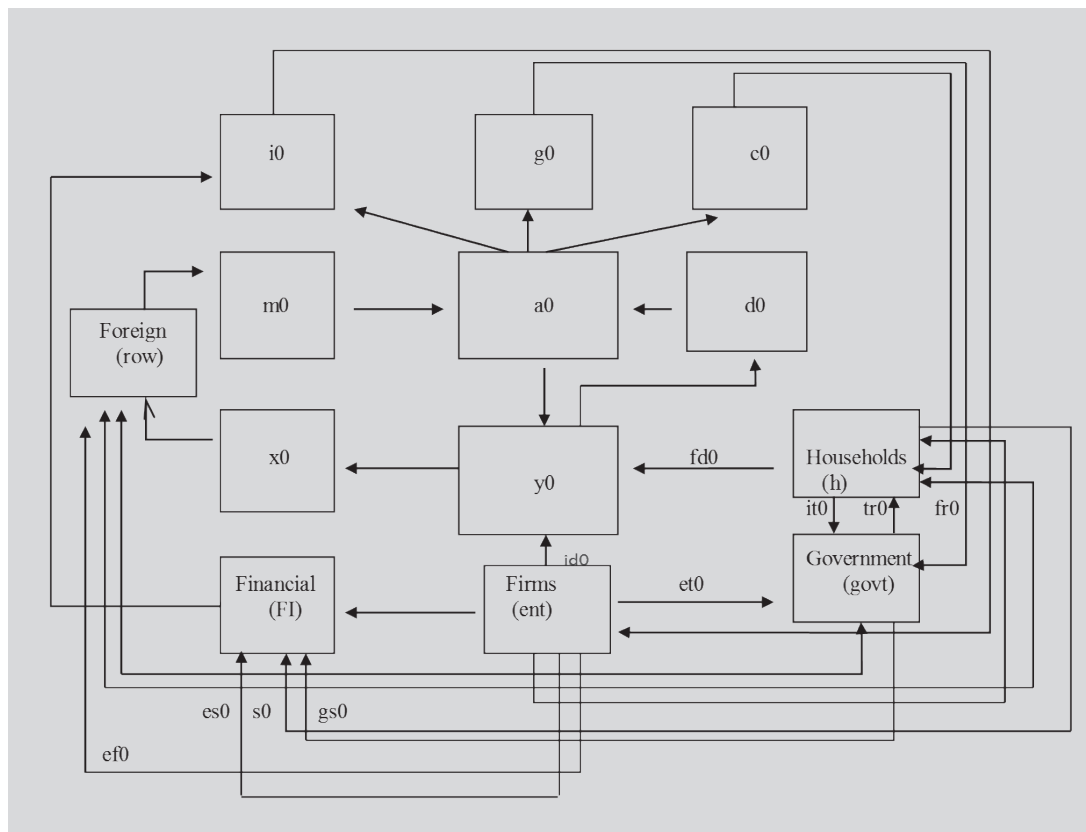 i0
g0
c0
m0
a0
d0
Foreign
(row)
x0
y0
fd0
Households
(h)
it0
tr0
fr0
Financial
(FI)
id0
Firms
(ent)
et0
Government
(govt)
es0
s0
gs0
ef0